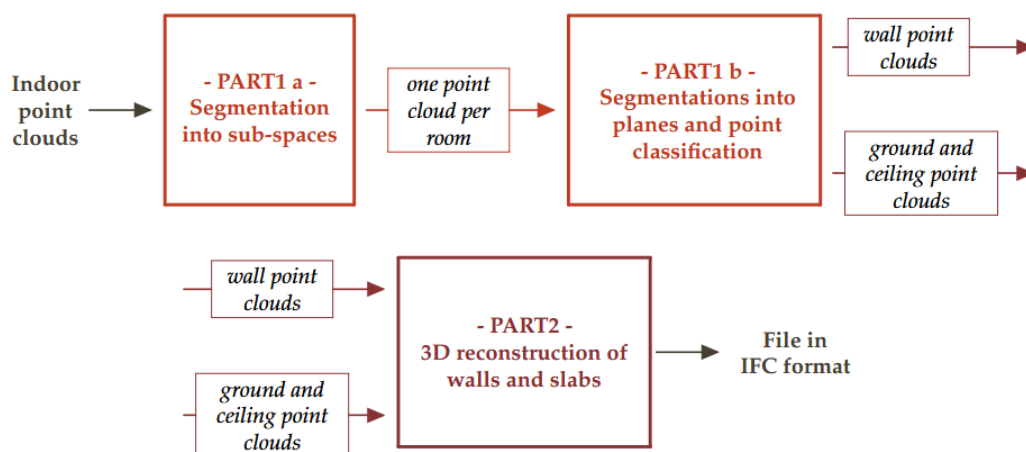 Indoor
point
clouds
- PART1 a -
Segmentation
into sub-spaces
one point
cloud per
room
- PART1 b -
Segmentations into
planes and point
classification
wall point
clouds
ground and
ceiling point
clouds
wall point
clouds
ground and
ceiling point
clouds
- PART2 -
3D reconstruction of
walls and slabs
File in
IFC format